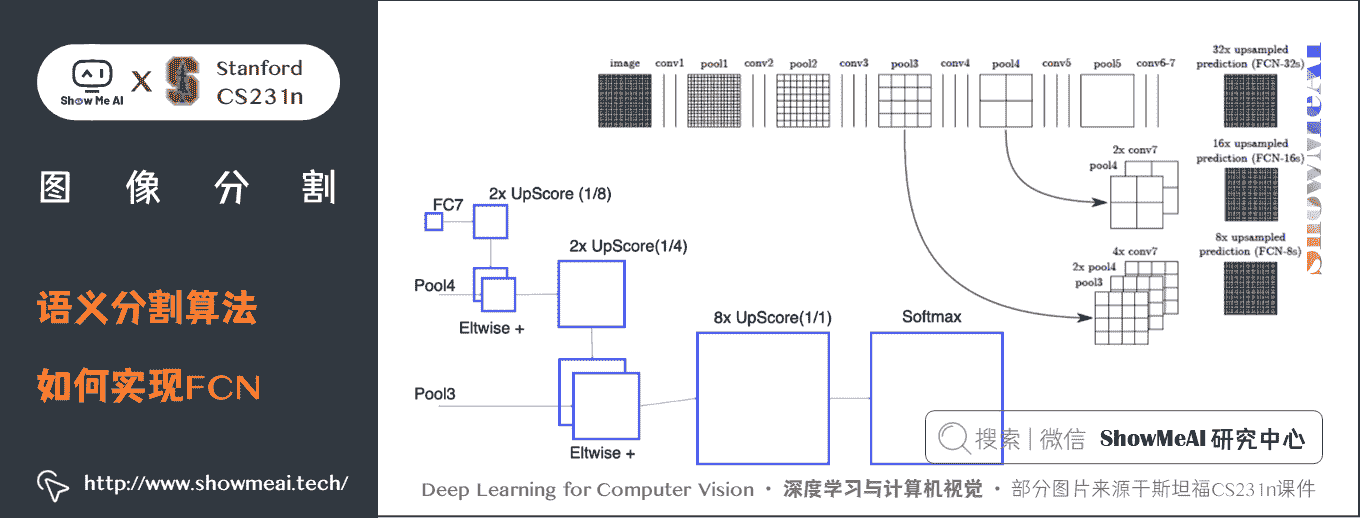 Show Me AI
X
S
Stanford
CS231n
图像分割
语义分割算法
如何实现FCN
http://www.showmeai.tech/
image conv1 pool1 conv2 pool2 conv3 pool3 conv4 pool4 conv5 pool5 conv6-7
32x upsampled
prediction (FCN-32s)
16x upsampled
prediction (FCN-16s)
8x upsampled
prediction (FCN-8s)
2x conv7
pool4
4x conv7
2x pool4
pool3
FC7
2x UpScore (1/8)
2x UpScore(1/4)
Pool4
Eltwise +
8x UpScore(1/1)
Softmax
Pool3
Eltwise +
搜索 | 微信 ShowMeAI 研究中心
ShowMeAI
Deep Learning for Computer Vision · 深度学习与计算机视觉 · 部分图片来源于斯坦福CS231n课件